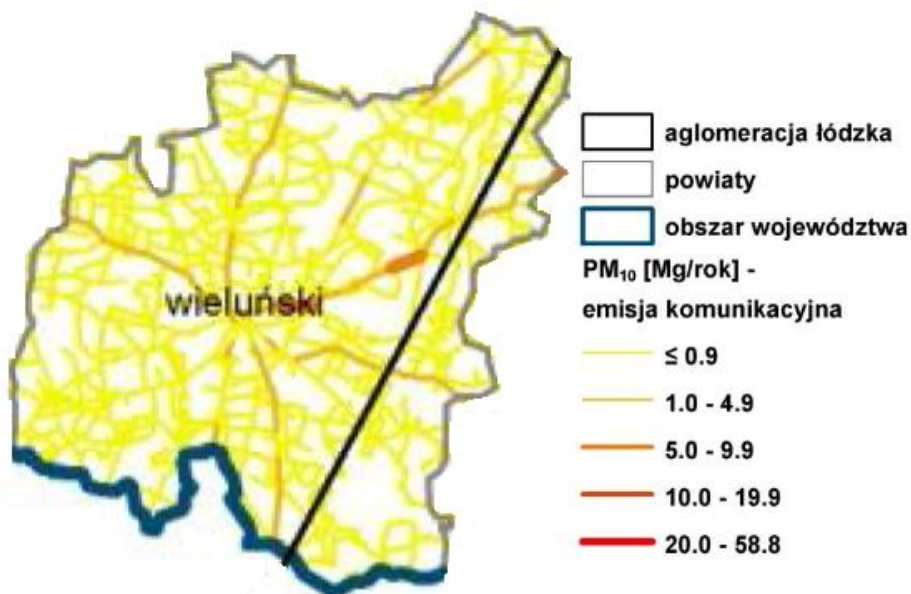 wieluński
aglomeracja łódzka
powiaty
obszar województwa
PM₁₀ [Mg/rok] -
emisja komunikacyjna
≤ 0.9
1.0 - 4.9
5.0 - 9.9
10.0 - 19.9
20.0 - 58.8